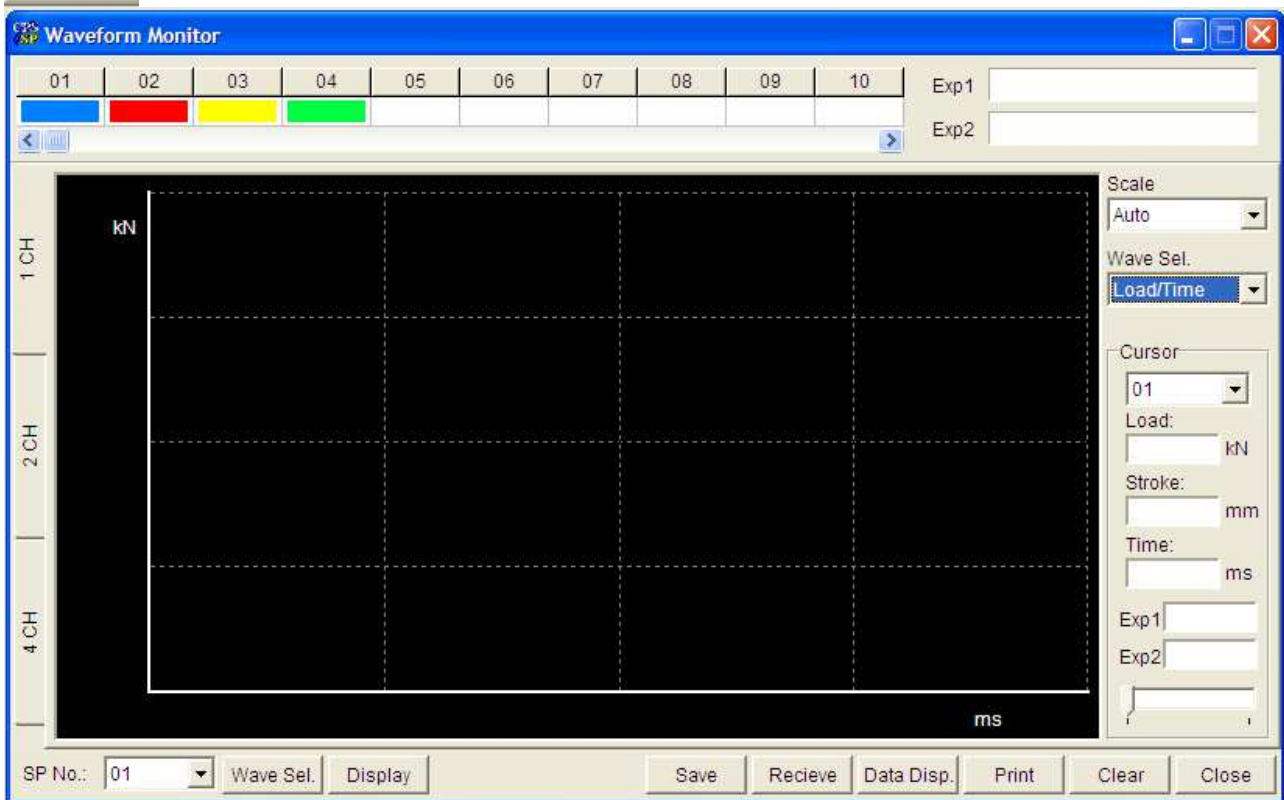 Waveform Monitor
01 02 03 04 05 06 07 08 09 10
Exp1
Exp2
1 CH
2 CH
4 CH
kN
ms
Scale
Auto
Wave Sel.
Load/Time
Cursor
01
Load:
kN
Stroke:
mm
Time:
ms
Exp1
Exp2
SP No.: 01 Wave Sel. Display Save Recieve Data Disp. Print Clear Close